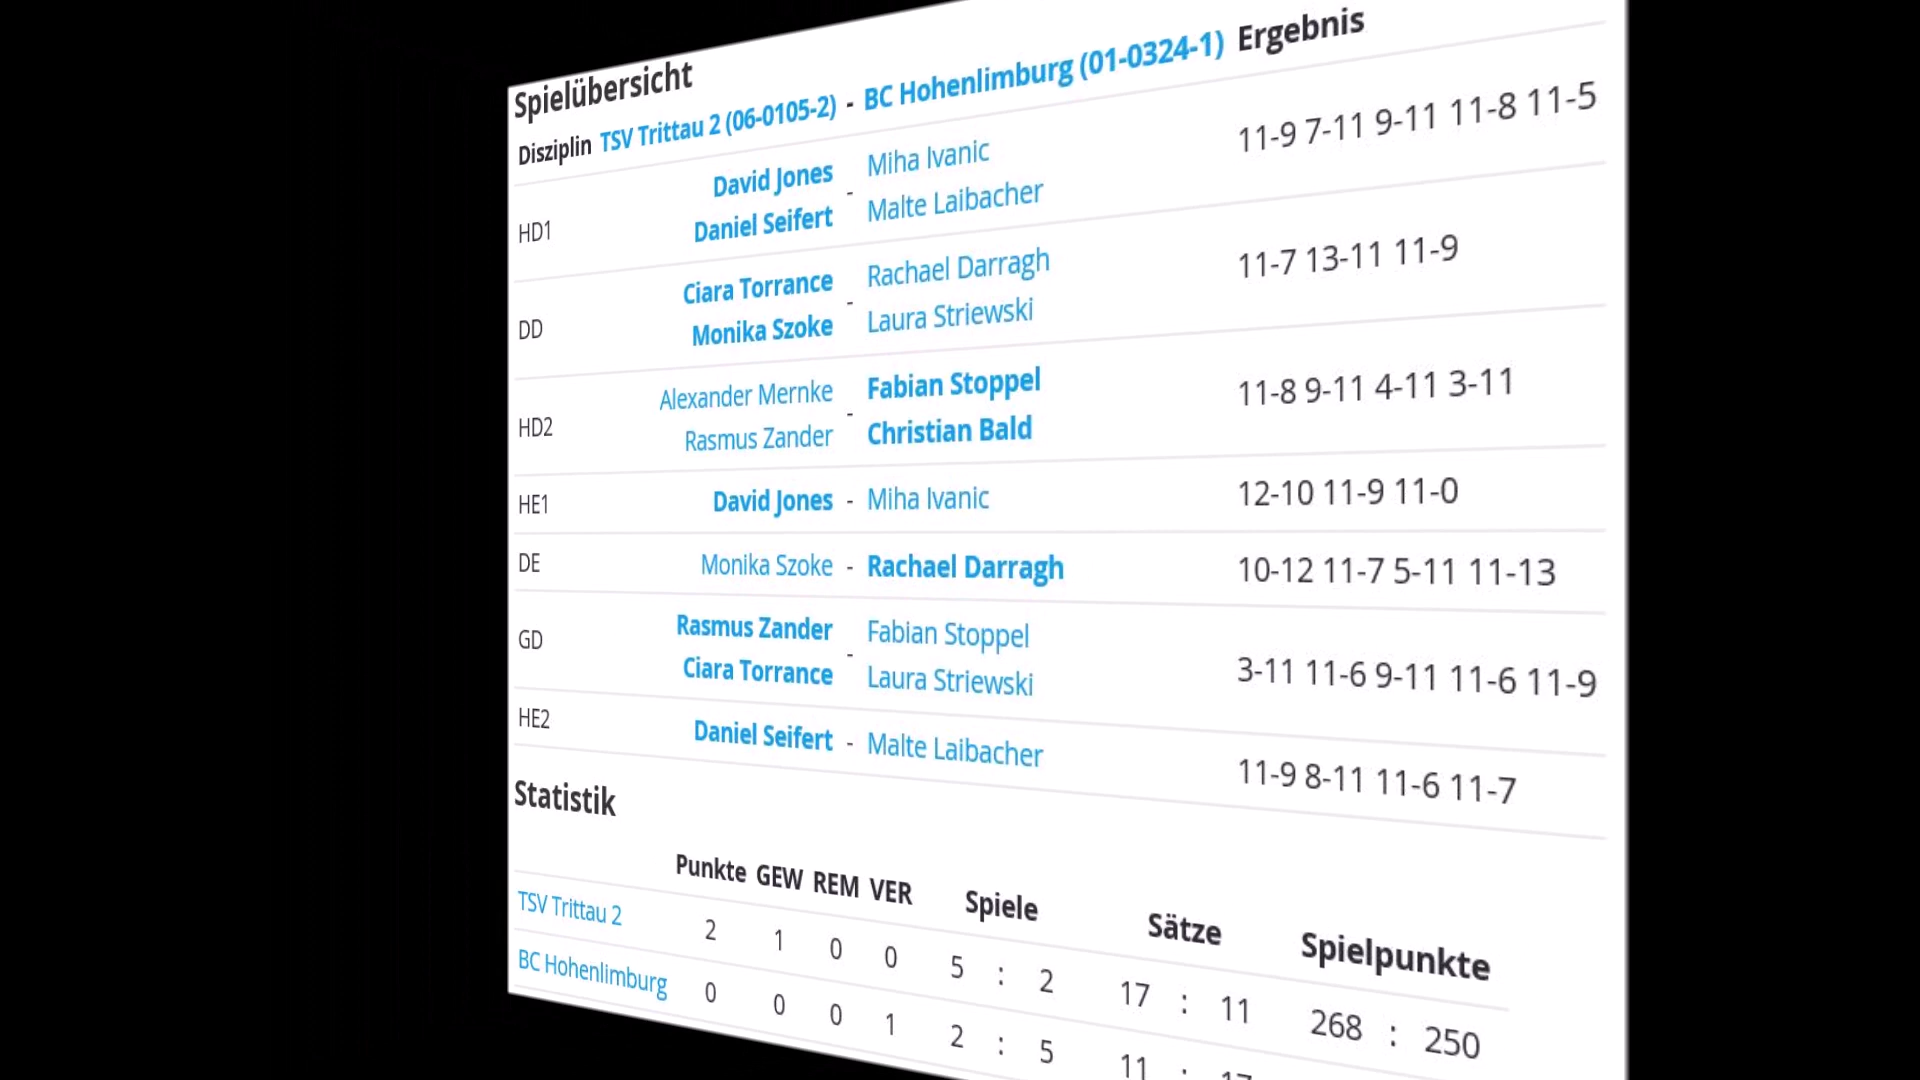 Spielübersicht
Disziplin TSV Trittau 2 (06-0105-2) - BC Hohenlimburg (01-0324-1) Ergebnis
HD1 David Jones Daniel Seifert - Miha Ivanic Malte Laibacher 11-9 7-11 9-11 11-8 11-5
DD Ciara Torrance Monika Szoke - Rachael Darragh Laura Striewski 11-7 13-11 11-9
HD2 Alexander Mernke Rasmus Zander - Fabian Stoppel Christian Bald 11-8 9-11 4-11 3-11
HE1 David Jones - Miha Ivanic 12-10 11-9 11-0
DE Monika Szoke - Rachael Darragh 10-12 11-7 5-11 11-13
GD Rasmus Zander Ciara Torrance - Fabian Stoppel Laura Striewski 3-11 11-6 9-11 11-6 11-9
HE2 Daniel Seifert - Malte Laibacher 11-9 8-11 11-6 11-7
Statistik
Punkte GEW REM VER Spiele Sätze Spielpunkte
TSV Trittau 2 2 1 0 0 5 : 2 17 : 11 268 : 250
BC Hohenlimburg 0 0 0 1 2 : 5 11 : 17